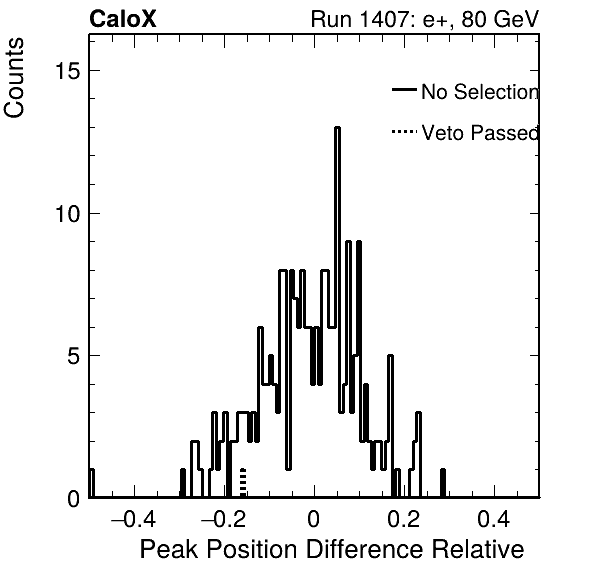 CaloX
Run 1407: e+, 80 GeV
Counts
15
No Selection
Veto Passed
10
5
0
−0.4 −0.2 0 0.2 0.4
Peak Position Difference Relative